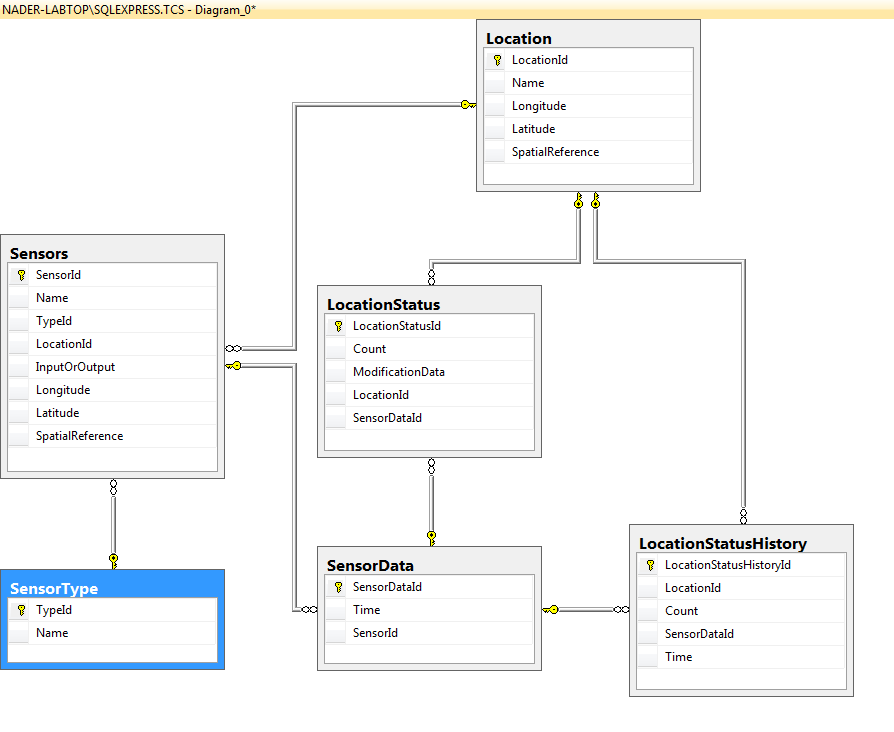 NADER-LABTOP\SQLEXPRESS.TCS - Diagram_0*
Location
LocationId
Name
Longitude
Latitude
SpatialReference
Sensors
SensorId
Name
TypeId
LocationId
InputOrOutput
Longitude
Latitude
SpatialReference
LocationStatus
LocationStatusId
Count
ModificationData
LocationId
SensorDataId
SensorType
TypeId
Name
SensorData
SensorDataId
Time
SensorId
LocationStatusHistory
LocationStatusHistoryId
LocationId
Count
SensorDataId
Time